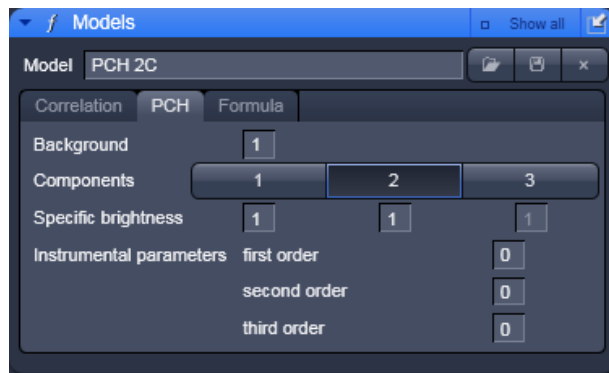 f Models Show all
Model PCH 2C
Correlation PCH Formula
Background 1
Components 1 2 3
Specific brightness 1 1 1
Instrumental parameters first order 0
second order 0
third order 0